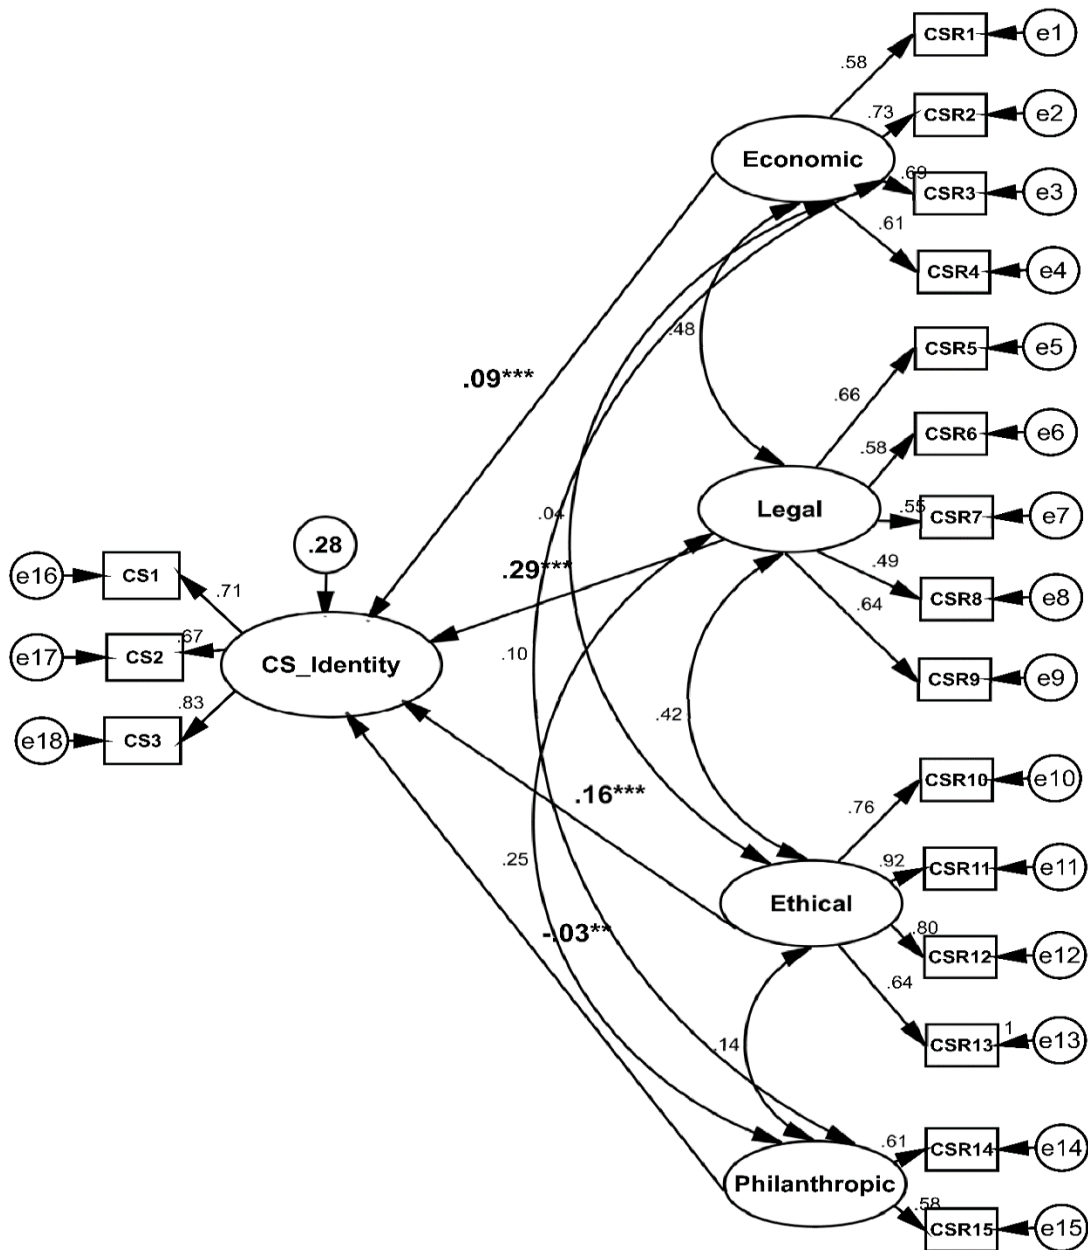 CSR1
e1
.58
CSR2
e2
.73
Economic
.69
CSR3
e3
.61
CSR4
e4
.48
CSR5
e5
.09***
.66
CSR6
e6
.58
Legal
.55
CSR7
e7
.04
.28
.29***
.49
CSR8
e8
e16
CS1
.71
.64
e17
CS2
.67
CS_Identity
.10
CSR9
e9
.83
e18
CS3
.42
CSR10
e10
.16***
.76
.25
.92
CSR11
e11
Ethical
-.03**
.80
CSR12
e12
.64
.14
CSR13
1
e13
.61
CSR14
e14
Philanthropic
.58
CSR15
e15